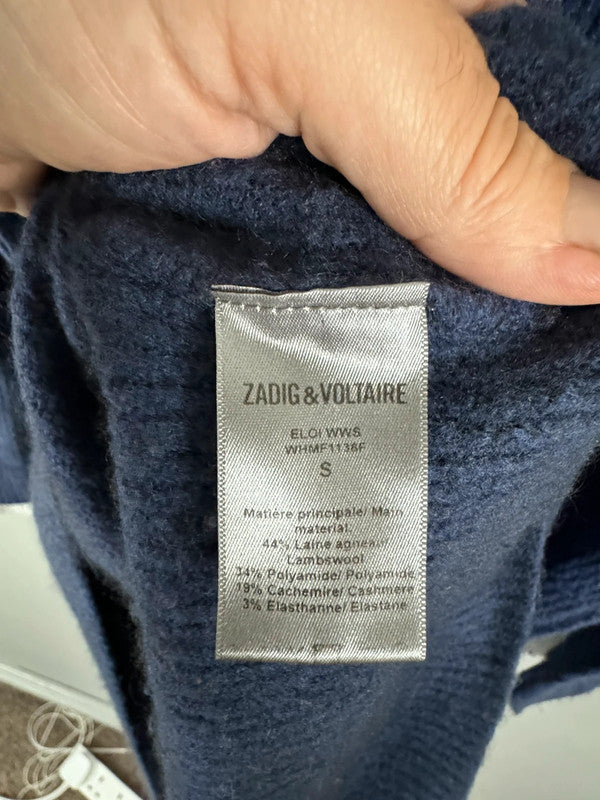 ZADIG&VOLTAIRE
ELOI WWS
WHMF1136F
S
Matière principale/ Main
material.
44% Laine agneau/
Lambswool
34% Polyamide/ Polyamide
19% Cachemire/ Cashmere
3% Elasthanne/ Elastane